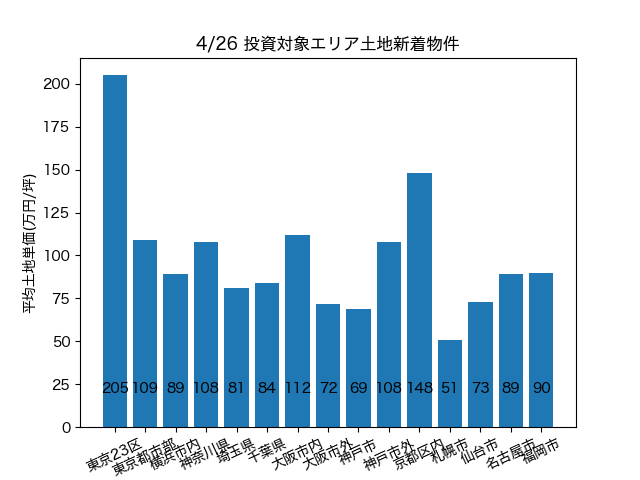 4/26 投資対象エリア土地新着物件
平均土地単価(万円/坪)
200
175
150
125
100
75
50
25
0
205 109 89 108 81 84 112 72 69 108 148 51 73 89 90
東京23区
東京都市部
横浜市内
神奈川県
埼玉県
千葉県
大阪市内
大阪市外
神戸市
神戸市外
京都区内
札幌市
仙台市
名古屋市
福岡市